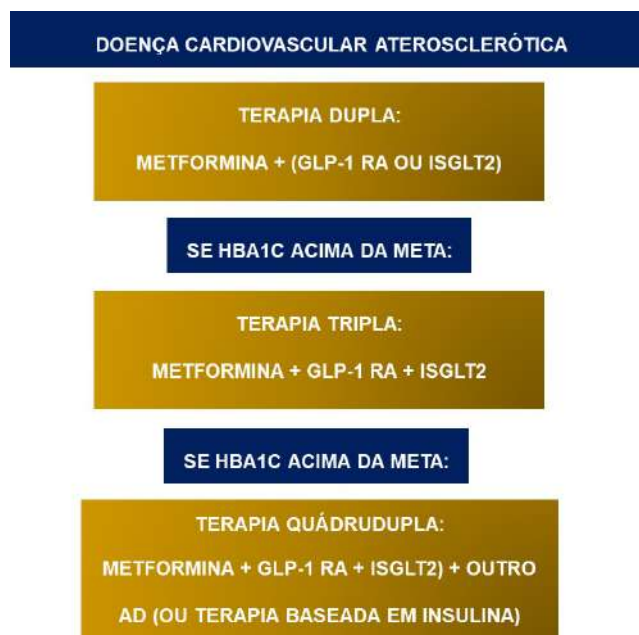 DOENÇA CARDIOVASCULAR ATEROSCLERÓTICA
TERAPIA DUPLA:
METFORMINA + (GLP-1 RA OU ISGLT2)
SE HBA1C ACIMA DA META:
TERAPIA TRIPLA:
METFORMINA + GLP-1 RA + ISGLT2
SE HBA1C ACIMA DA META:
TERAPIA QUÁDRUDUPLA:
METFORMINA + GLP-1 RA + ISGLT2) + OUTRO
AD (OU TERAPIA BASEADA EM INSULINA)